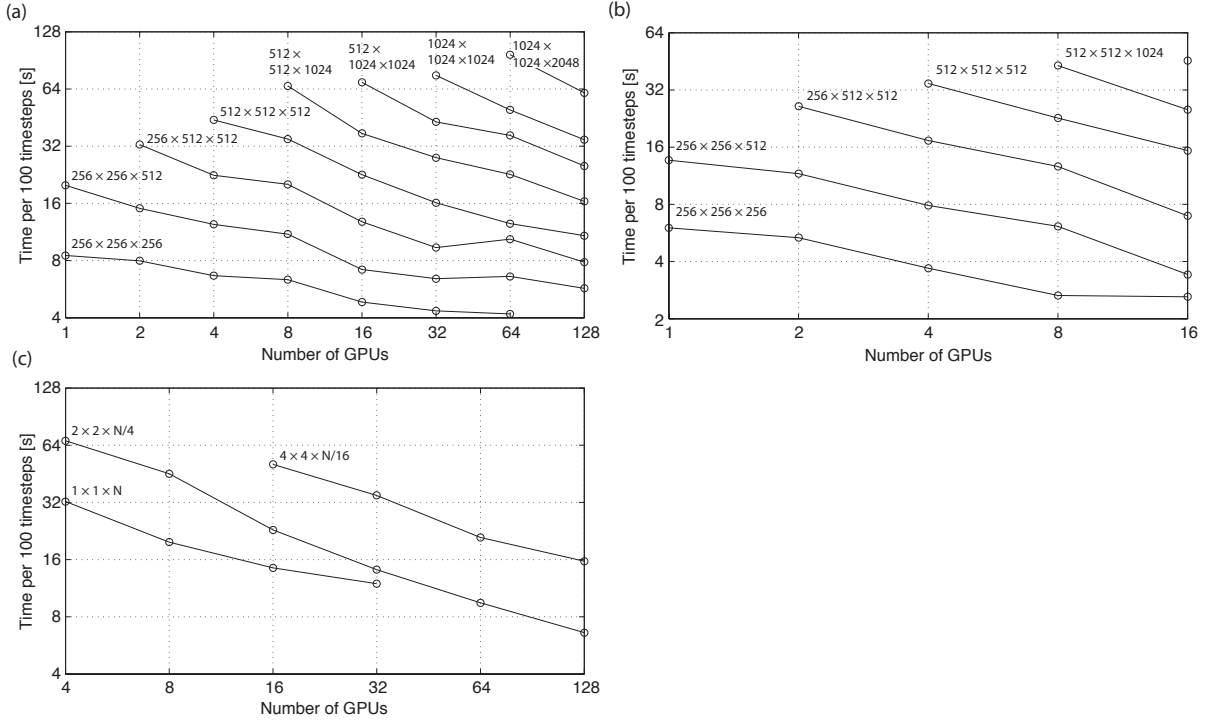 (a)
128
64
32
16
8
4
Time per 100 timesteps [s]
512 ×
512 ×1024
512 ×
1024 ×1024
1024 ×
1024 ×1024
1024 ×
1024 ×2048
512 × 512 × 512
256 × 512 × 512
256 × 256 × 512
256 × 256 × 256
1 2 4 8 16 32 64 128
Number of GPUs
(b)
64
32
16
8
4
2
Time per 100 timesteps [s]
512 × 512 × 1024
512 × 512 × 512
256 × 512 × 512
256 × 256 × 512
256 × 256 × 256
1 2 4 8 16
Number of GPUs
(c)
128
64
32
16
8
4
Time per 100 timesteps [s]
2 × 2 × N/4
4 × 4 × N/16
1 × 1 × N
4 8 16 32 64 128
Number of GPUs